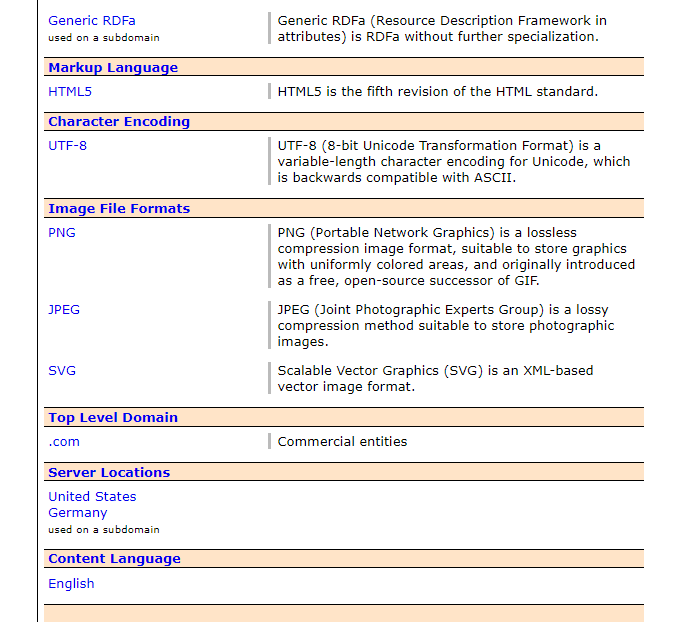 Generic RDFa
used on a subdomain
Generic RDFa (Resource Description Framework in
attributes) is RDFa without further specialization.
Markup Language
HTML5
HTML5 is the fifth revision of the HTML standard.
Character Encoding
UTF-8
UTF-8 (8-bit Unicode Transformation Format) is a
variable-length character encoding for Unicode, which
is backwards compatible with ASCII.
Image File Formats
PNG
PNG (Portable Network Graphics) is a lossless
compression image format, suitable to store graphics
with uniformly colored areas, and originally introduced
as a free, open-source successor of GIF.
JPEG
JPEG (Joint Photographic Experts Group) is a lossy
compression method suitable to store photographic
images.
SVG
Scalable Vector Graphics (SVG) is an XML-based
vector image format.
Top Level Domain
.com
Commercial entities
Server Locations
United States
Germany
used on a subdomain
Content Language
English